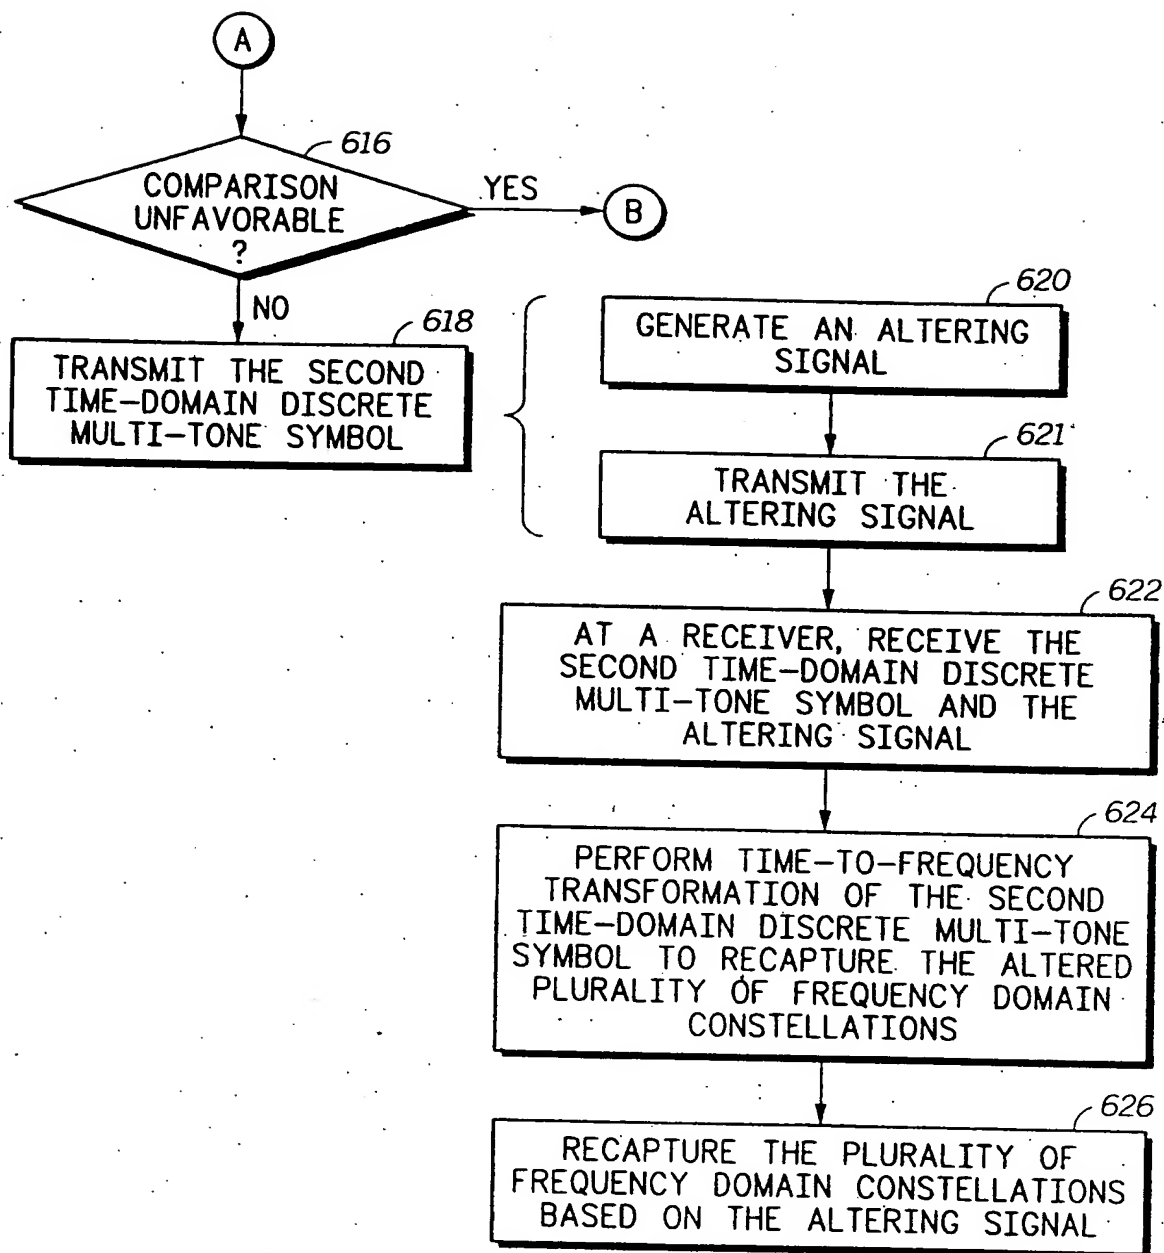 A
616
COMPARISON
UNFAVORABLE
?
YES
B
NO
618
TRANSMIT THE SECOND
TIME-DOMAIN DISCRETE
MULTI-TONE SYMBOL
620
GENERATE AN ALTERING
SIGNAL
621
TRANSMIT THE
ALTERING SIGNAL
622
AT A RECEIVER, RECEIVE THE
SECOND TIME-DOMAIN DISCRETE
MULTI-TONE SYMBOL AND THE
ALTERING SIGNAL
624
PERFORM TIME-TO-FREQUENCY
TRANSFORMATION OF THE SECOND
TIME-DOMAIN DISCRETE MULTI-TONE
SYMBOL TO RECAPTURE THE ALTERED
PLURALITY OF FREQUENCY DOMAIN
CONSTELLATIONS
626
RECAPTURE THE PLURALITY OF
FREQUENCY DOMAIN CONSTELLATIONS
BASED ON THE ALTERING SIGNAL